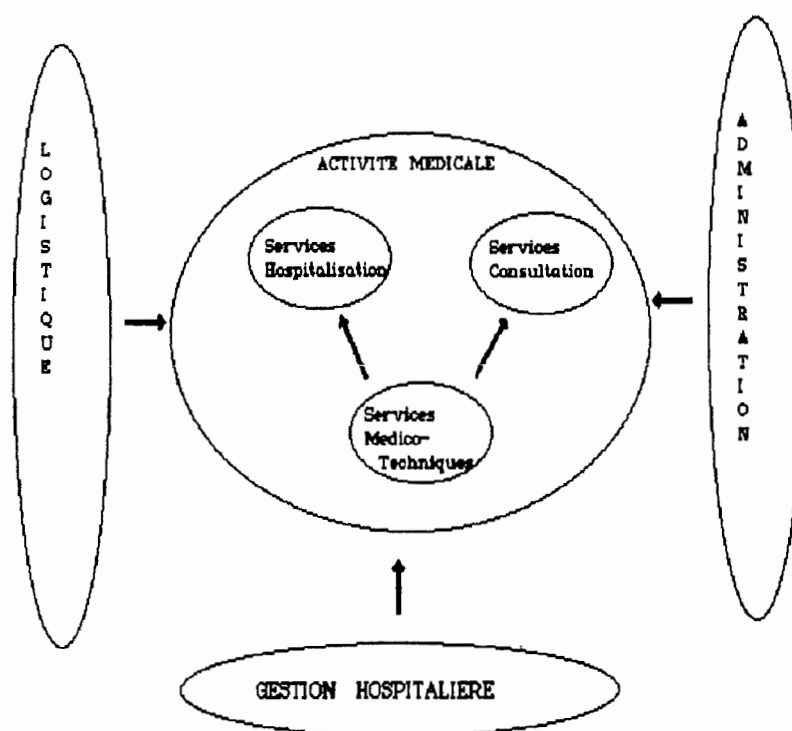 LOGISTIQUE
ACTIVITE MEDICALE
Services
Hospitalisation
Services
Consultation
Services
Medico-
Techniques
ADMINISTRATION
GESTION HOSPITALIERE